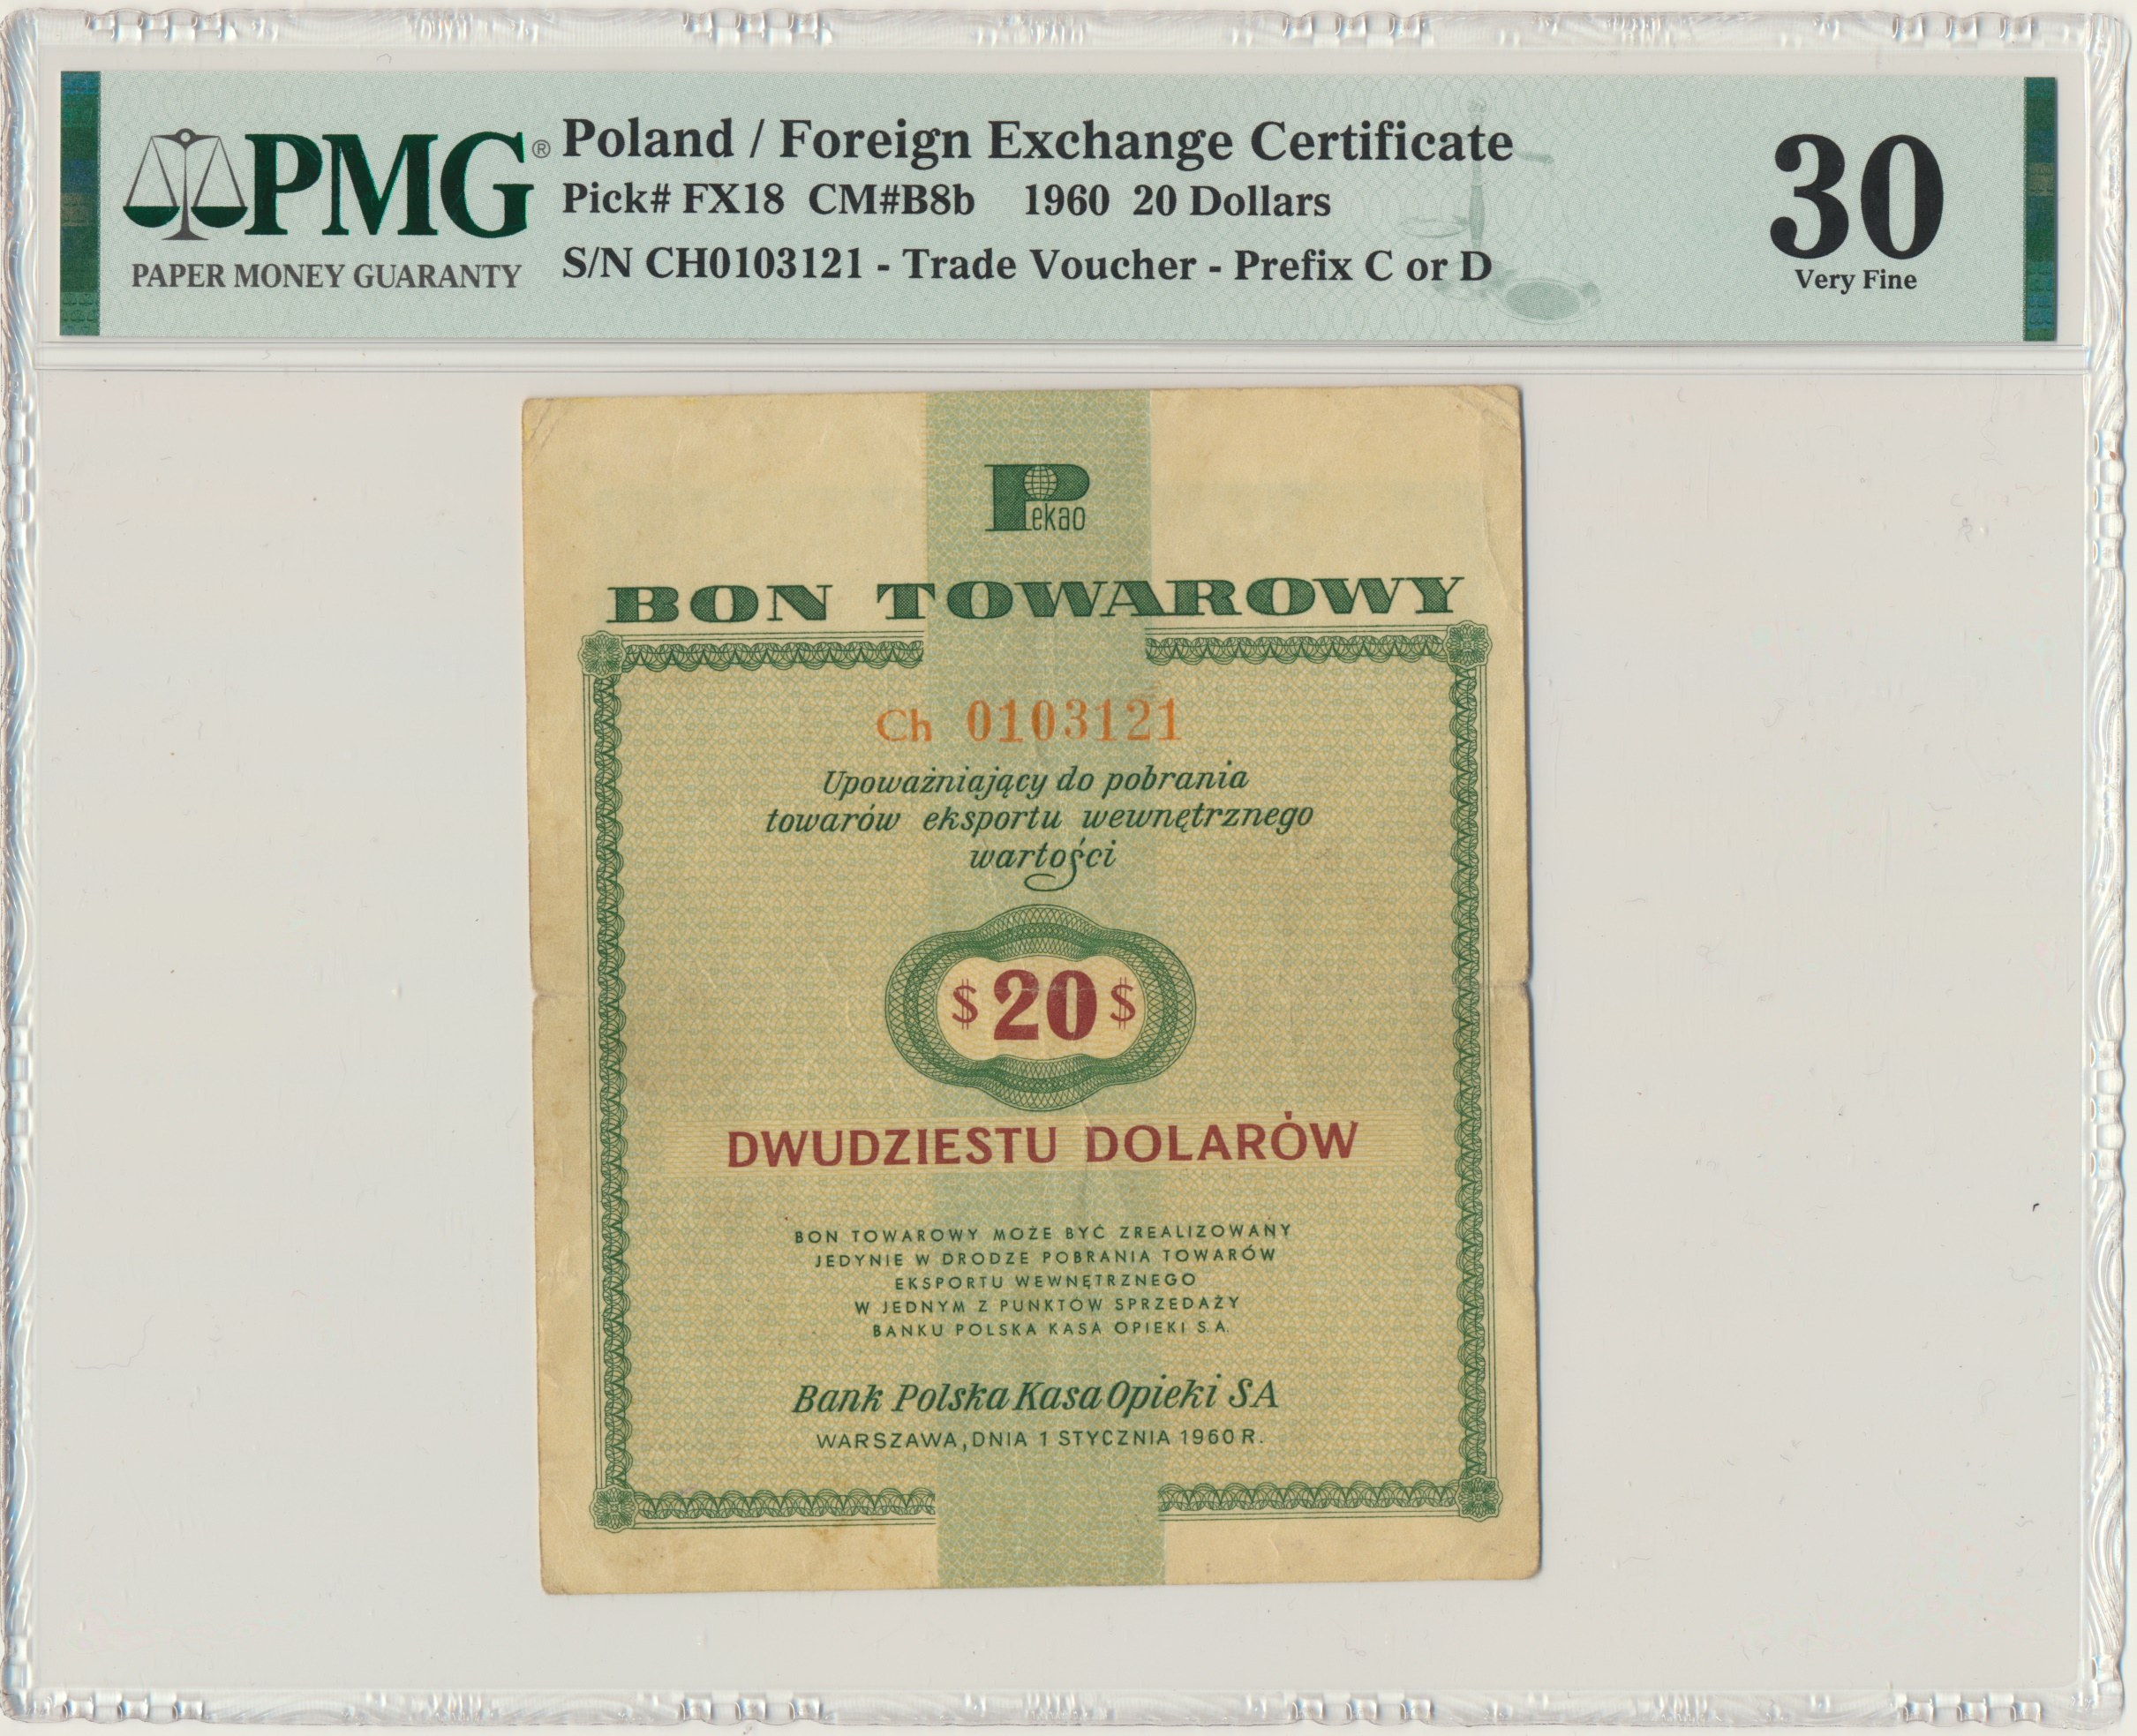 PMG®
PAPER MONEY GUARANTY
Poland / Foreign Exchange Certificate
Pick# FX18 CM#B8b 1960 20 Dollars
S/N CH0103121 - Trade Voucher - Prefix C or D
30
Very Fine
Pekao
BON TOWAROWY
Ch 0103121
Upoważniający do pobrania
towarów eksportu wewnętrznego
wartości
$ 20 $
DWUDZIESTU DOLARÓW
BON TOWAROWY MOŻE BYĆ ZREALIZOWANY
JEDYNIE W DRODZE POBRANIA TOWARÓW
EKSPORTU WEWNĘTRZNEGO
W JEDNYM Z PUNKTÓW SPRZEDAŻY
BANKU POLSKA KASA OPIEKI S.A.
Bank Polska Kasa Opieki SA
WARSZAWA, DNIA 1 STYCZNIA 1960 R.